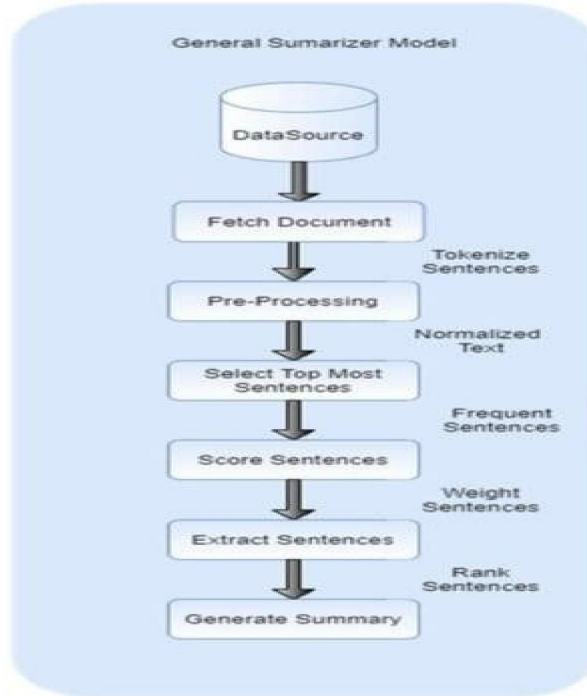 General Sumarizer Model
DataSource
Fetch Document
Tokenize
Sentences
Pre-Processing
Normalized
Text
Select Top Most
Sentences
Frequent
Sentences
Score Sentences
Weight
Sentences
Extract Sentences
Rank
Sentences
Generate Summary